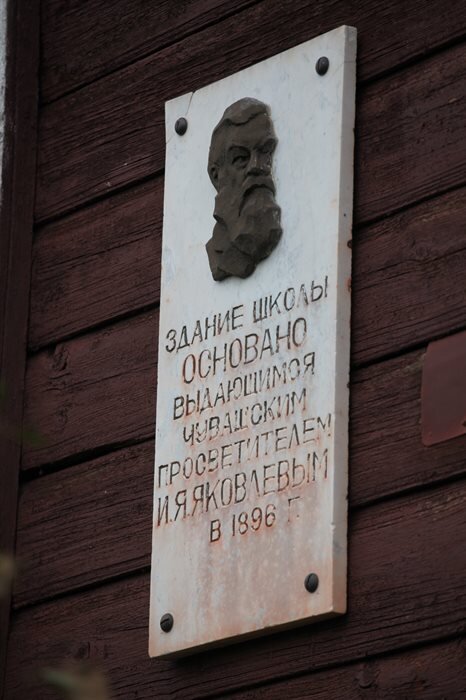 ЗДАНИЕ ШКОЛЫ
ОСНОВАНО
ВЫДАЮЩИМСЯ
ЧУВАШСКИМ
ПРОСВЕТИТЕЛЕМ
И.Я.ЯКОВЛЕВЫМ
В 1896 Г.